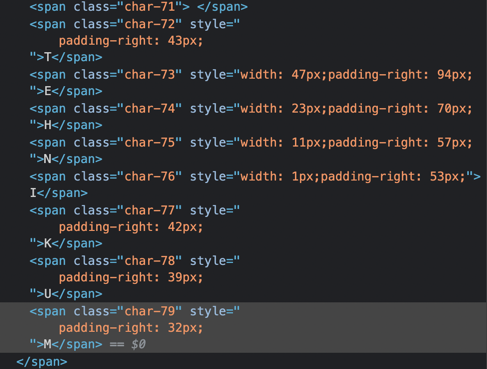 <span class="char-71"> </span>
<span class="char-72" style="
padding-right: 43px;
">T</span>
<span class="char-73" style="width: 47px;padding-right: 94px;
">E</span>
<span class="char-74" style="width: 23px;padding-right: 70px;
">H</span>
<span class="char-75" style="width: 11px;padding-right: 57px;
">N</span>
<span class="char-76" style="width: 1px;padding-right: 53px;">
I</span>
<span class="char-77" style="
padding-right: 42px;
">K</span>
<span class="char-78" style="
padding-right: 39px;
">U</span>
<span class="char-79" style="
padding-right: 32px;
">M</span> == $0
</span>